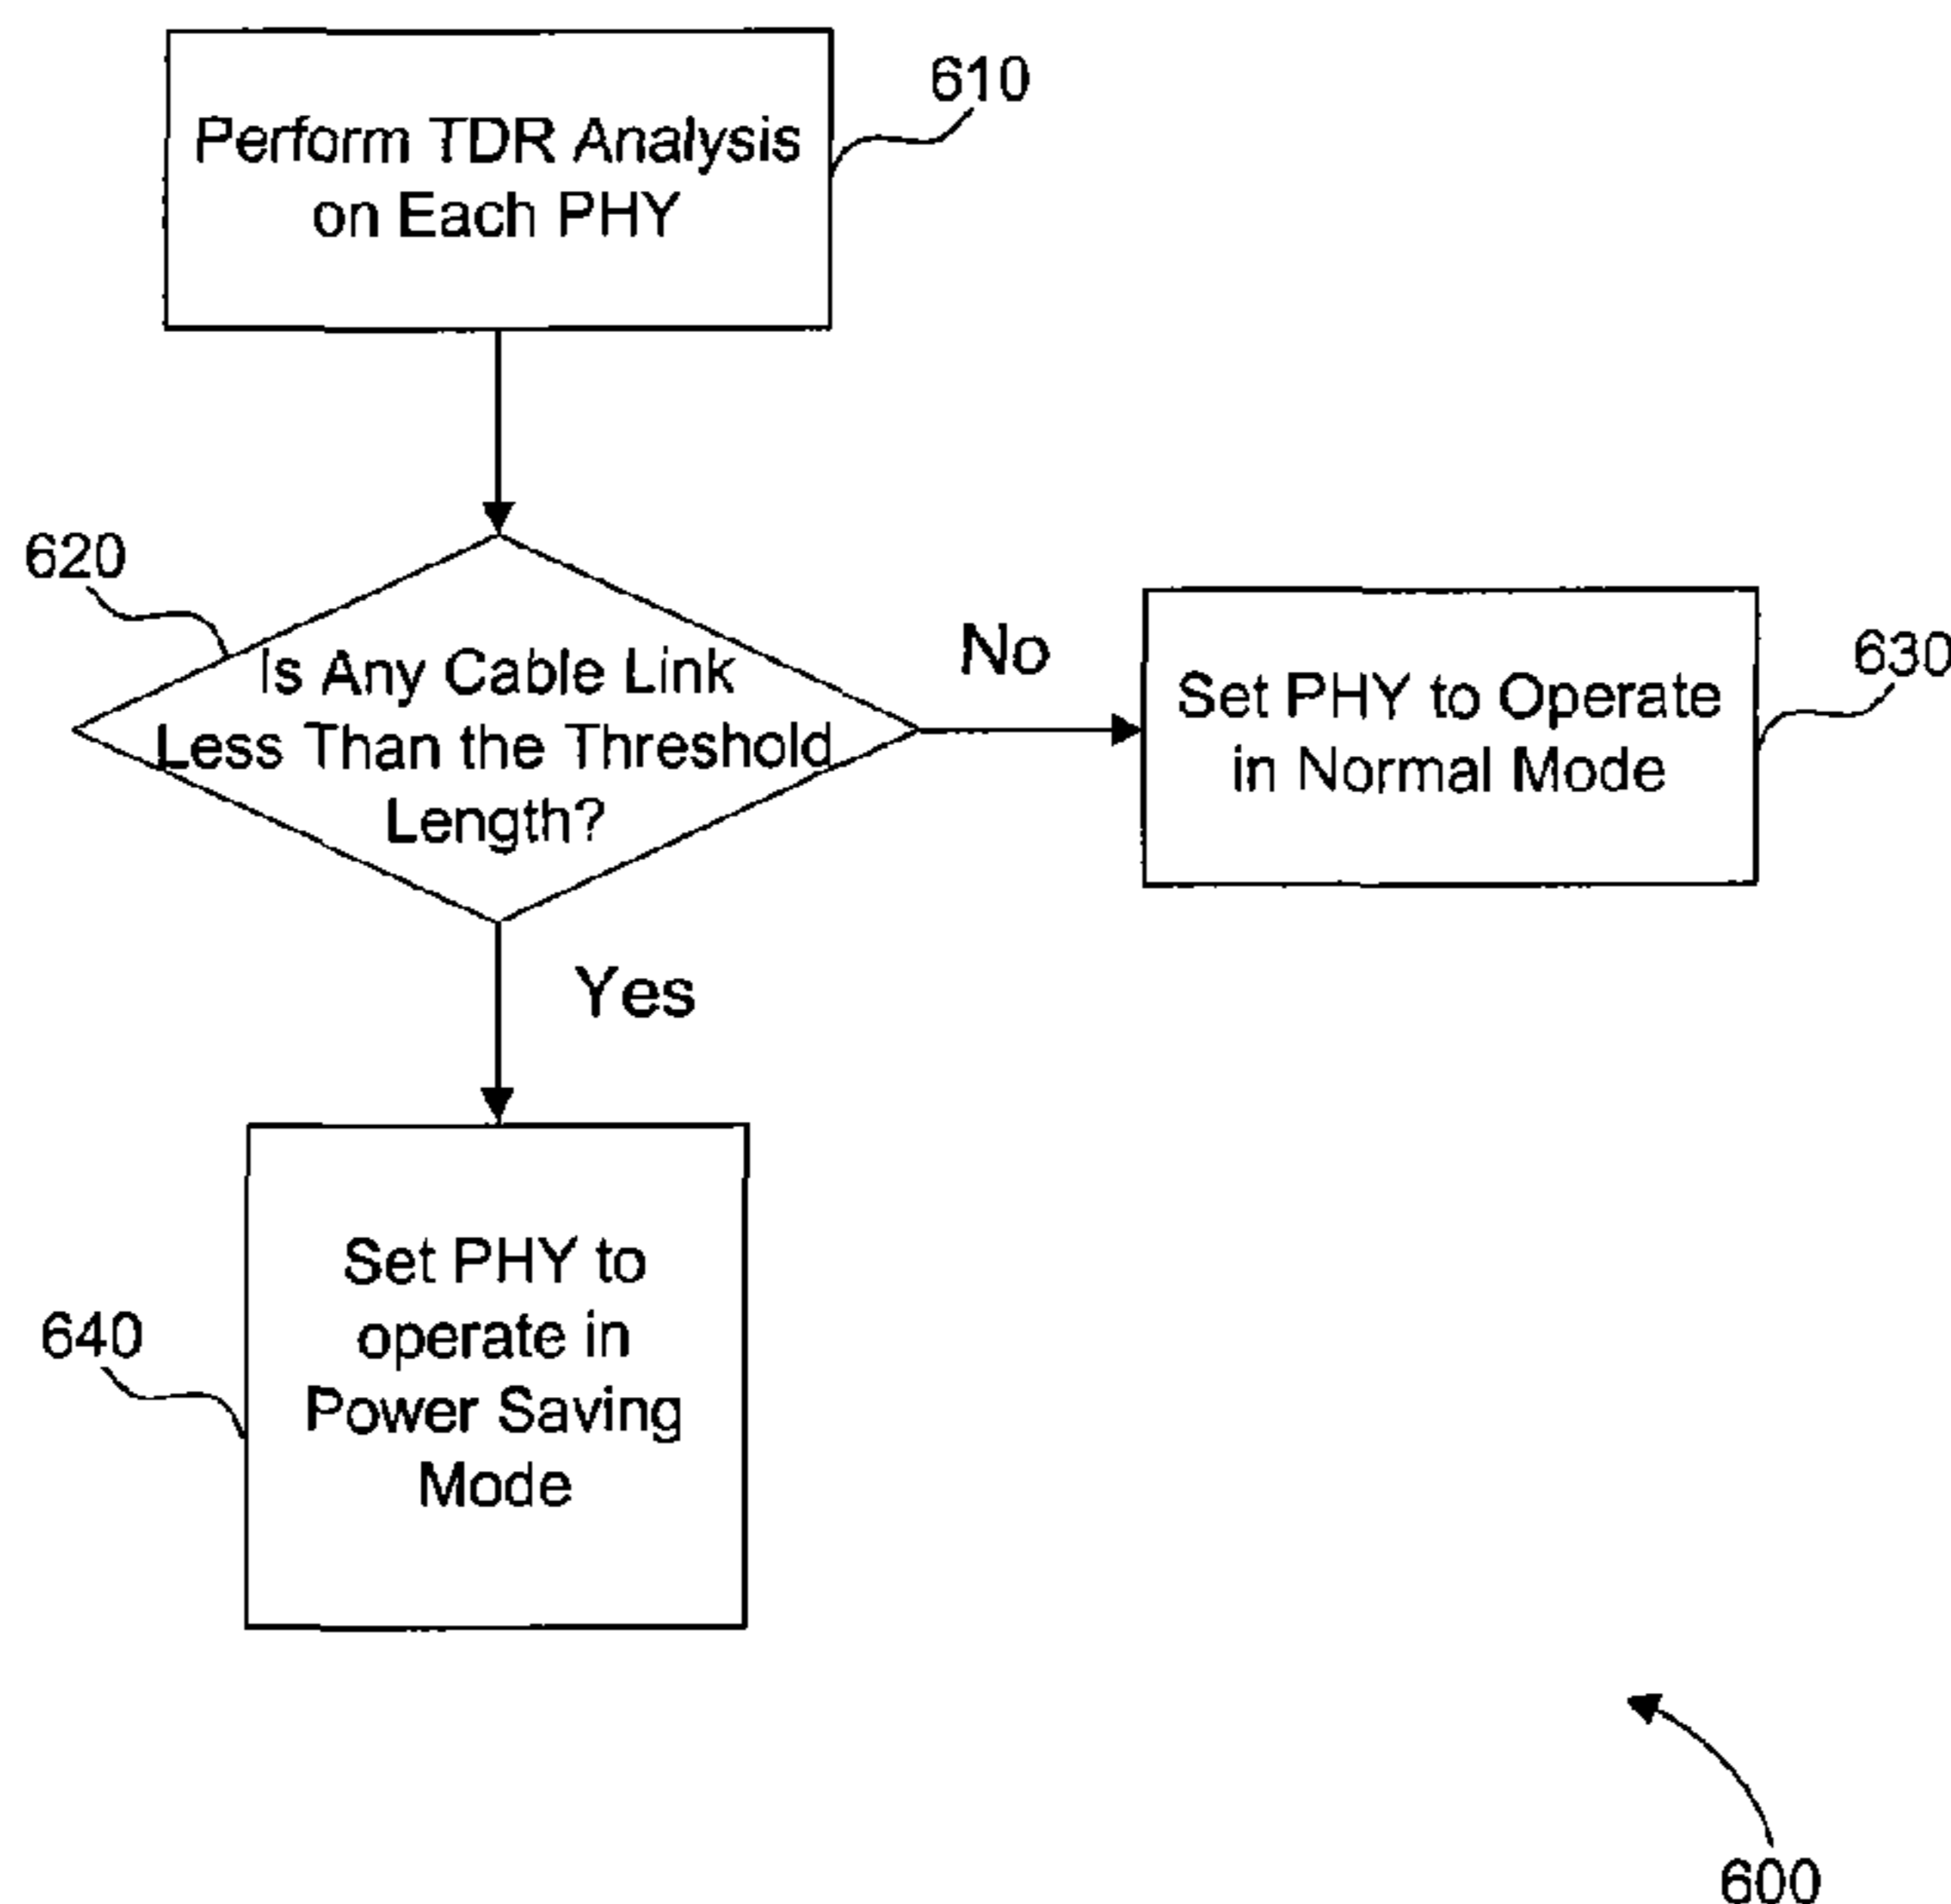 Perform TDR Analysis
on Each PHY
610
620
Is Any Cable Link
Less Than the Threshold
Length?
No
Set PHY to Operate
in Normal Mode
630
Yes
Set PHY to
operate in
Power Saving
Mode
640
600